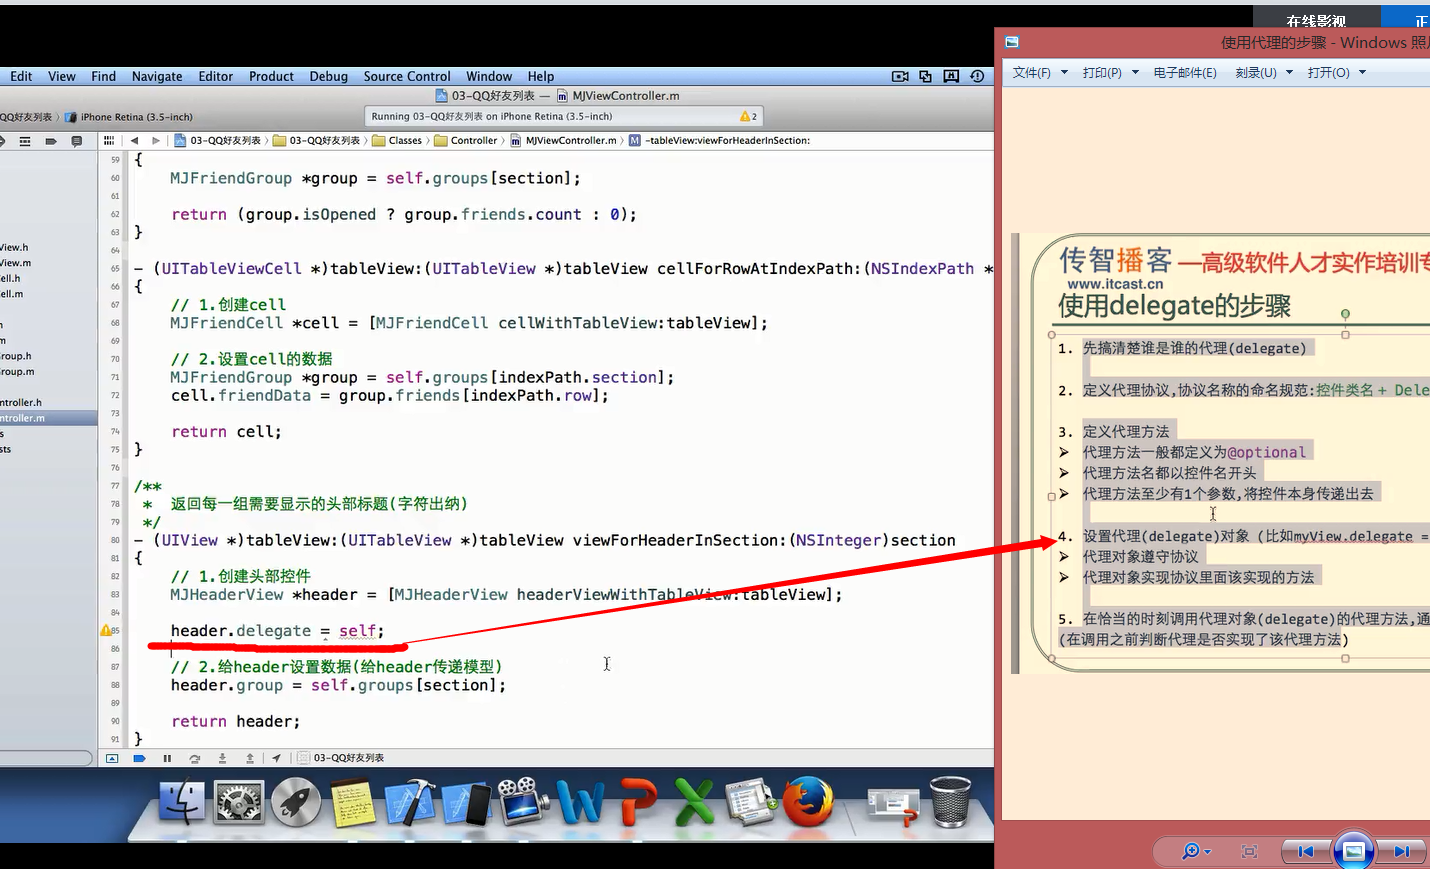 在线影视
正
使用代理的步骤 - Windows 照
Edit View Find Navigate Editor Product Debug Source Control Window Help
文件(F) 打印(P) 电子邮件(E) 刻录(U) 打开(O)
03-QQ好友列表 — MJViewController.m
QQ好友列表 iPhone Retina (3.5-inch)
Running 03-QQ好友列表 on iPhone Retina (3.5-inch) 2
03-QQ好友列表 03-QQ好友列表 Classes Controller MJViewController.m -tableView:viewForHeaderInSection:
View.h
View.m
Cell.h
Cell.m
h
m
Group.h
Group.m
ntroller.h
ntroller.m
s
sts
59 {
60 MJFriendGroup *group = self.groups[section];
61
62 return (group.isOpened ? group.friends.count : 0);
63 }
64
65 - (UITableViewCell *)tableView:(UITableView *)tableView cellForRowAtIndexPath:(NSIndexPath *
66 {
67 // 1.创建cell
68 MJFriendCell *cell = [MJFriendCell cellWithTableView:tableView];
69
70 // 2.设置cell的数据
71 MJFriendGroup *group = self.groups[indexPath.section];
72 cell.friendData = group.friends[indexPath.row];
73
74 return cell;
75 }
76
77 /**
78 * 返回每一组需要显示的头部标题(字符出纳)
79 */
80 - (UIView *)tableView:(UITableView *)tableView viewForHeaderInSection:(NSInteger)section
81 {
82 // 1.创建头部控件
83 MJHeaderView *header = [MJHeaderView headerViewWithTableView:tableView];
84
85 header.delegate = self;
86
87 // 2.给header设置数据(给header传递模型)
88 header.group = self.groups[section];
89
90 return header;
91 }
03-QQ好友列表
传智播客 —高级软件人才实作培训专
www.itcast.cn
使用delegate的步骤
1. 先搞清楚谁是谁的代理(delegate)
2. 定义代理协议,协议名称的命名规范:控件类名 + Dele
3. 定义代理方法
➢ 代理方法一般都定义为@optional
➢ 代理方法名都以控件名开头
➢ 代理方法至少有1个参数,将控件本身传递出去
4. 设置代理(delegate)对象 (比如myView.delegate =
➢ 代理对象遵守协议
➢ 代理对象实现协议里面该实现的方法
5. 在恰当的时刻调用代理对象(delegate)的代理方法,通
(在调用之前判断代理是否实现了该代理方法)